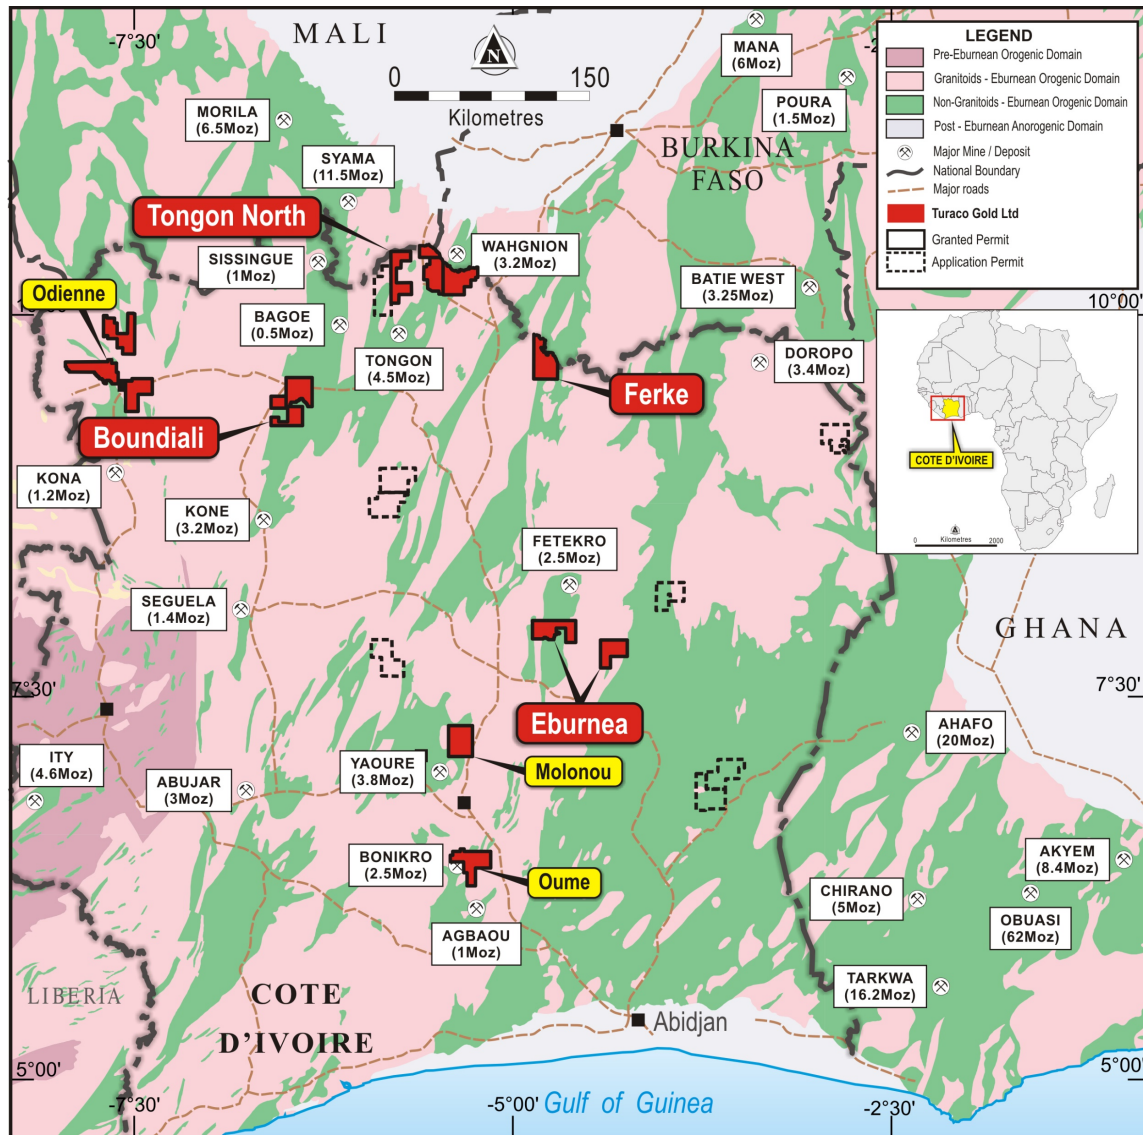 -7°30'
MALI
N
0
150
Kilometres
MANA
(6Moz)
-2
LEGEND
Pre-Eburnean Orogenic Domain
Granitoids - Eburnean Orogenic Domain
Non-Granitoids - Eburnean Orogenic Domain
Post - Eburnean Anorogenic Domain
Major Mine / Deposit
National Boundary
Major roads
Turaco Gold Ltd
Granted Permit
Application Permit
POURA
(1.5Moz)
MORILA
(6.5Moz)
BURKINA
FASO
SYAMA
(11.5Moz)
Tongon North
SISSINGUE
(1Moz)
WAHGNION
(3.2Moz)
BATIE WEST
(3.25Moz)
Odienne
10°00'
BAGOE
(0.5Moz)
TONGON
(4.5Moz)
DOROPO
(3.4Moz)
Ferke
Boundiali
COTE D'IVOIRE
Kilometres
0
2000
KONA
(1.2Moz)
KONE
(3.2Moz)
FETEKRO
(2.5Moz)
SEGUELA
(1.4Moz)
GHANA
7°30'
7°30'
Eburnea
AHAFO
(20Moz)
ITY
(4.6Moz)
ABUJAR
(3Moz)
YAOURE
(3.8Moz)
Molonou
BONIKRO
(2.5Moz)
Oume
AKYEM
(8.4Moz)
CHIRANO
(5Moz)
OBUASI
(62Moz)
AGBAOU
(1Moz)
TARKWA
(16.2Moz)
LIBERIA
COTE
D'IVOIRE
Abidjan
5°00'
5°00'
-7°30'
-5°00'
Gulf of Guinea
-2°30'